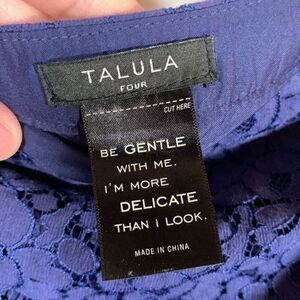 TALULA
FOUR
CUT HERE
BE GENTLE
WITH ME.
I'M MORE
DELICATE
THAN I LOOK.
MADE IN CHINA